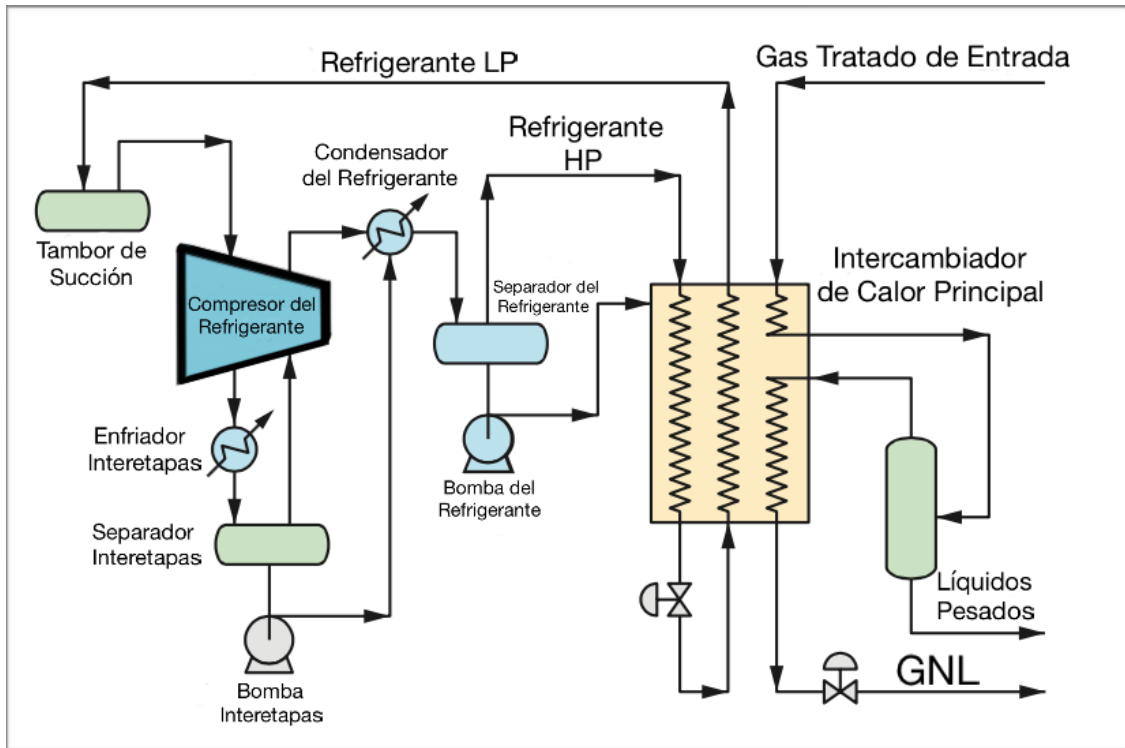 Refrigerante LP
Gas Tratado de Entrada
Refrigerante
HP
Condensador
del Refrigerante
Tambor de
Succión
Compresor del
Refrigerante
Separador del
Refrigerante
Intercambiador
de Calor Principal
Enfriador
Interetapas
Bomba del
Refrigerante
Separador
Interetapas
Líquidos
Pesados
Bomba
Interetapas
GNL